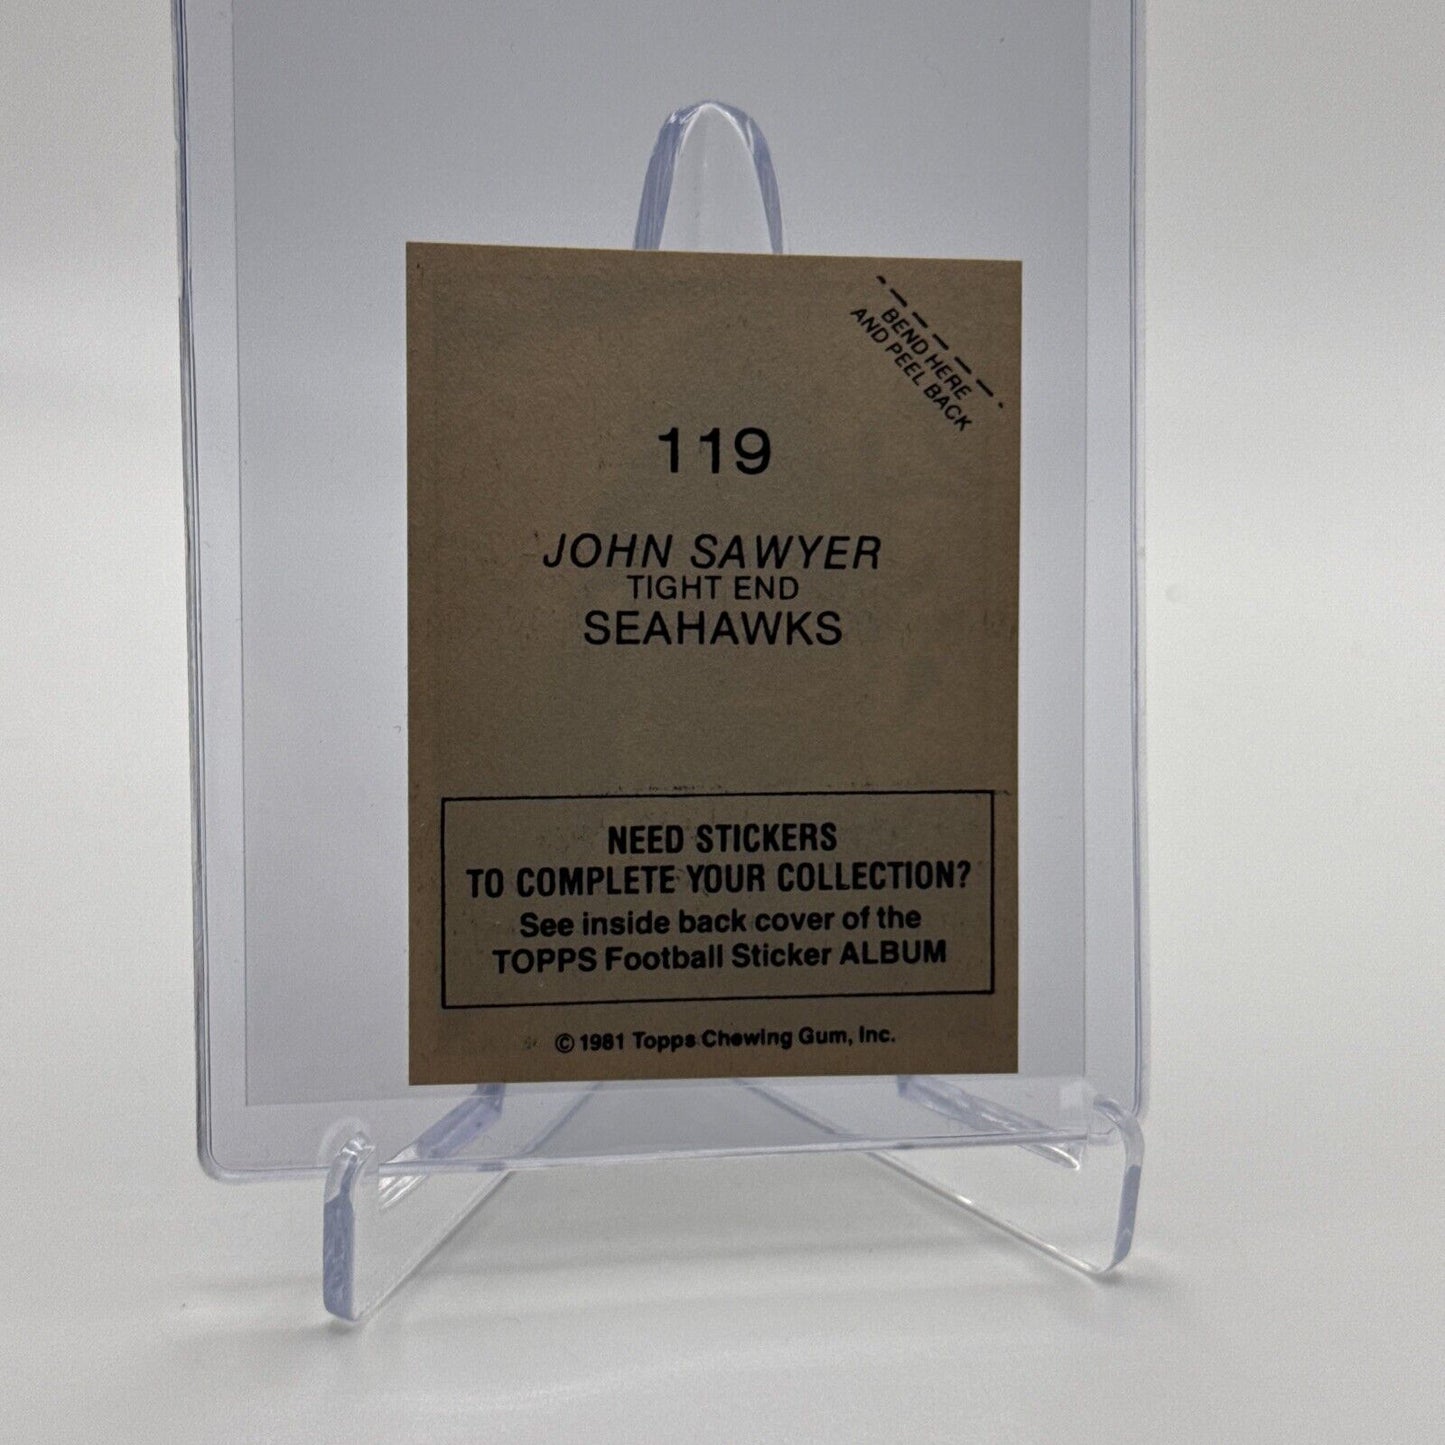 BEND HERE
AND PEEL BACK
119
JOHN SAWYER
TIGHT END
SEAHAWKS
NEED STICKERS
TO COMPLETE YOUR COLLECTION?
See inside back cover of the
TOPPS Football Sticker ALBUM
© 1981 Topps Chewing Gum, Inc.